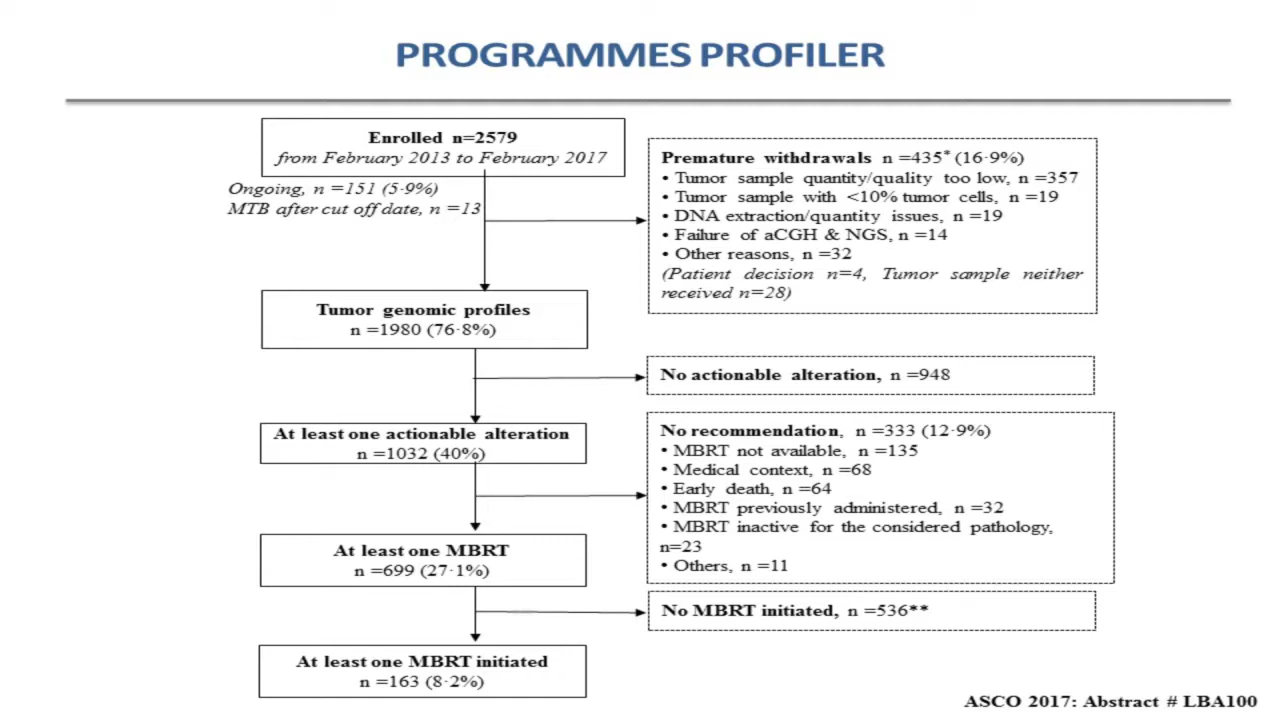 PROGRAMMES PROFILER
Enrolled n=2579
from February 2013 to February 2017
Ongoing, n =151 (5·9%)
MTB after cut off date, n =13
Premature withdrawals n =435* (16·9%)
• Tumor sample quantity/quality too low, n =357
• Tumor sample with <10% tumor cells, n =19
• DNA extraction/quantity issues, n =19
• Failure of aCGH & NGS, n =14
• Other reasons, n =32
(Patient decision n=4, Tumor sample neither
received n=28)
Tumor genomic profiles
n =1980 (76·8%)
No actionable alteration, n =948
At least one actionable alteration
n =1032 (40%)
No recommendation, n =333 (12·9%)
• MBRT not available, n =135
• Medical context, n =68
• Early death, n =64
• MBRT previously administered, n =32
• MBRT inactive for the considered pathology,
n=23
• Others, n =11
At least one MBRT
n =699 (27·1%)
No MBRT initiated, n =536**
At least one MBRT initiated
n =163 (8·2%)
ASCO 2017: Abstract # LBA100